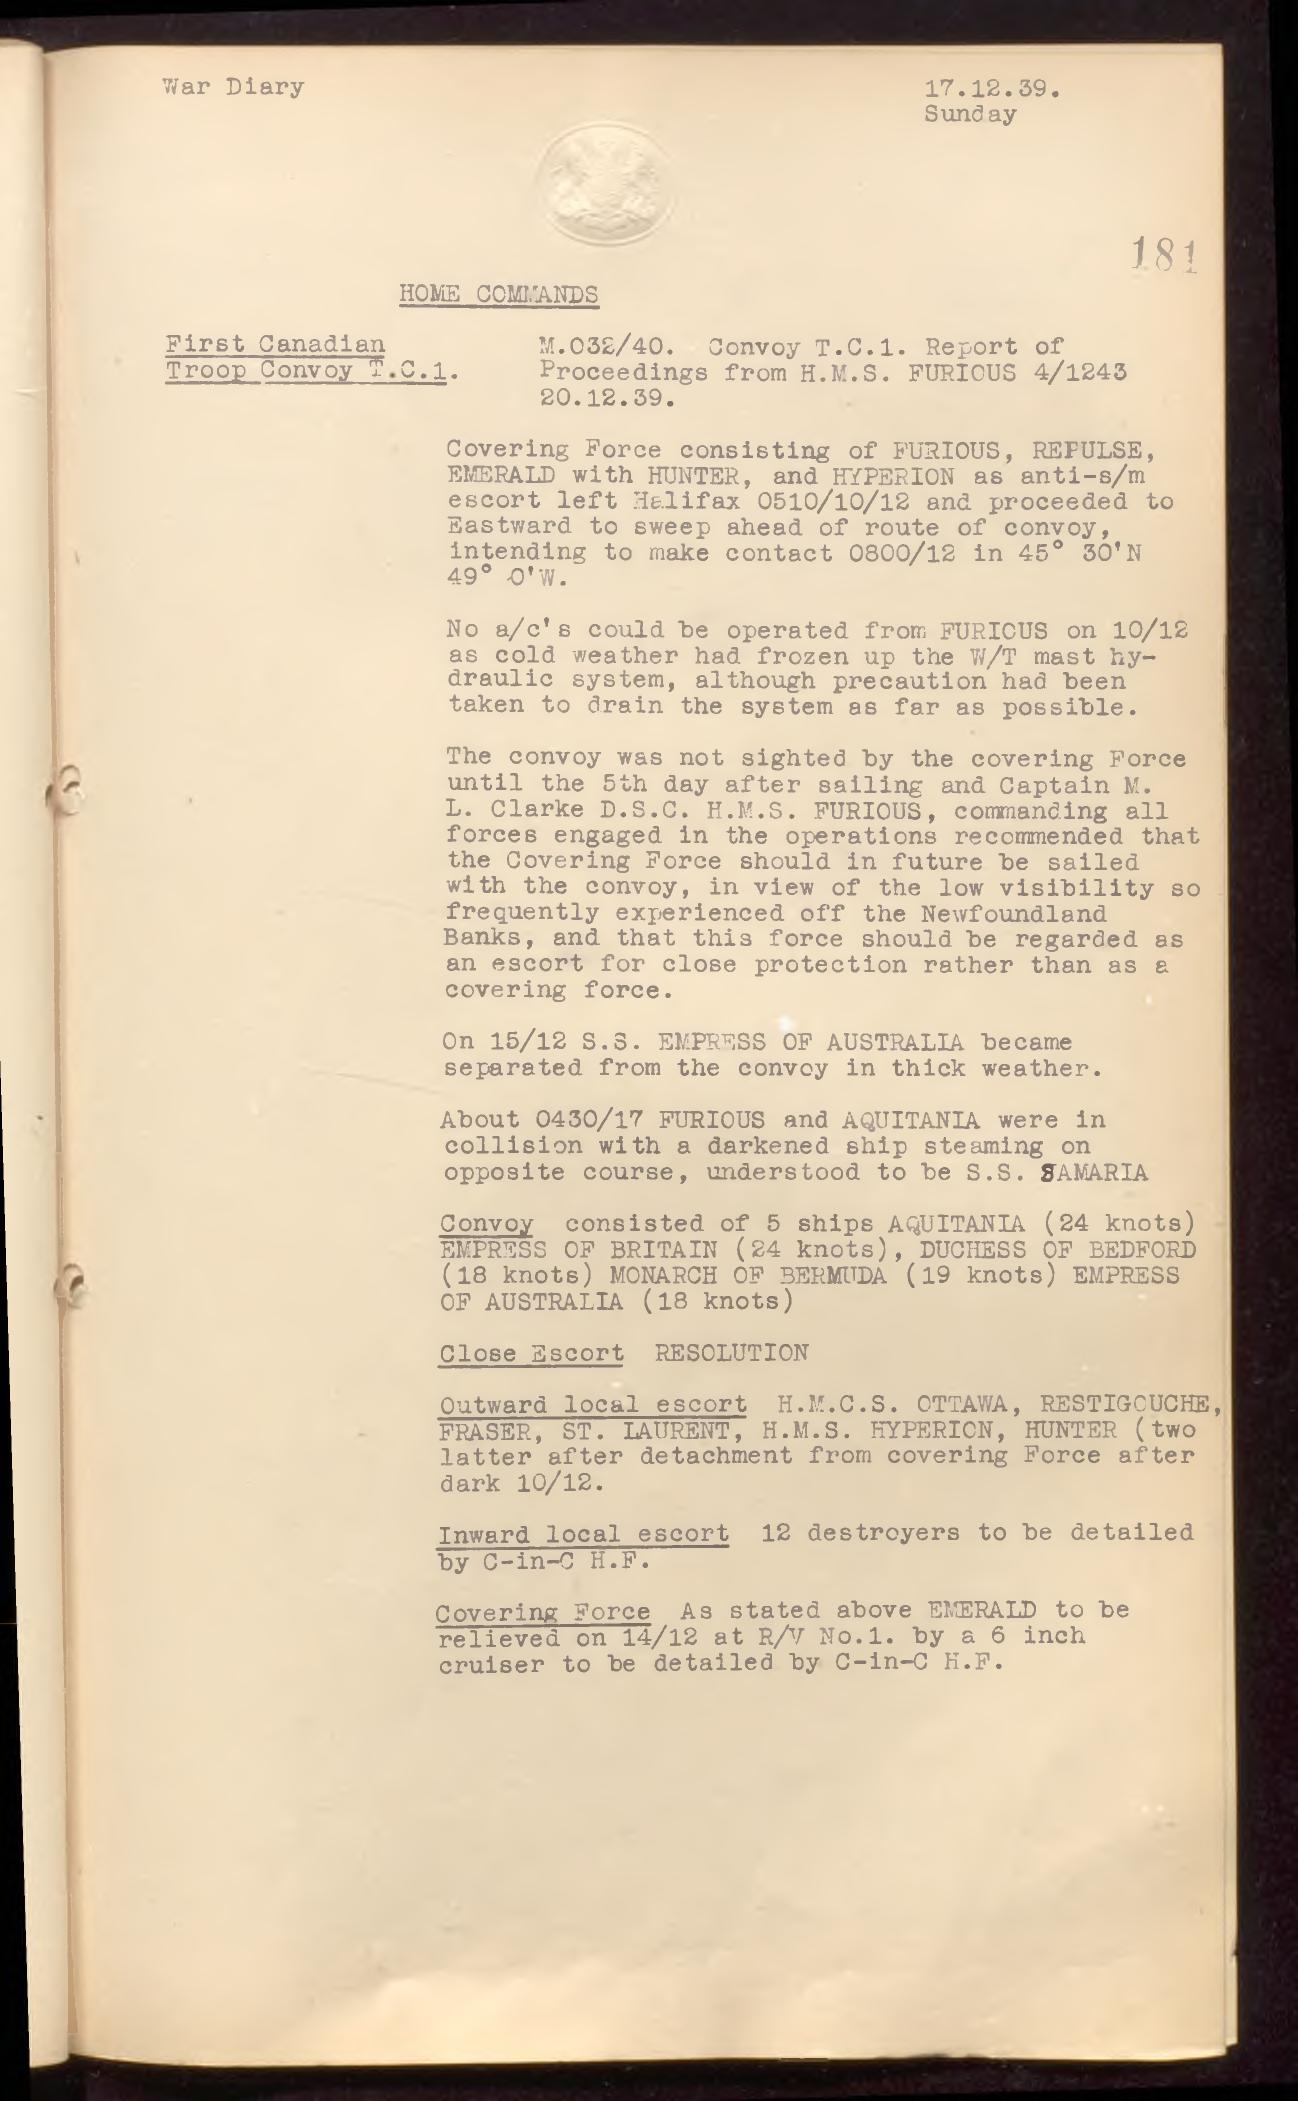 War Diary
17.12.39.
Sunday
181
HOME COMMANDS
First Canadian
Troop Convoy T.C.1.
M.032/40. Convoy T.C.1. Report of
Proceedings from H.M.S. FURIOUS 4/1243
20.12.39.
Covering Force consisting of FURIOUS, REPULSE,
EMERALD with HUNTER, and HYPERION as anti-s/m
escort left Halifax 0510/10/12 and proceeded to
Eastward to sweep ahead of route of convoy,
intending to make contact 0800/12 in 45° 30'N
49° 0'W.
No a/c's could be operated from FURIOUS on 10/12
as cold weather had frozen up the W/T mast hy-
draulic system, although precaution had been
taken to drain the system as far as possible.
The convoy was not sighted by the covering Force
until the 5th day after sailing and Captain M.
L. Clarke D.S.C. H.M.S. FURIOUS, commanding all
forces engaged in the operations recommended that
the Covering Force should in future be sailed
with the convoy, in view of the low visibility so
frequently experienced off the Newfoundland
Banks, and that this force should be regarded as
an escort for close protection rather than as a
covering force.
On 15/12 S.S. EMPRESS OF AUSTRALIA became
separated from the convoy in thick weather.
About 0430/17 FURIOUS and AQUITANIA were in
collision with a darkened ship steaming on
opposite course, understood to be S.S. SAMARIA
Convoy consisted of 5 ships AQUITANIA (24 knots)
EMPRESS OF BRITAIN (24 knots), DUCHESS OF BEDFORD
(18 knots) MONARCH OF BERMUDA (19 knots) EMPRESS
OF AUSTRALIA (18 knots)
Close Escort RESOLUTION
Outward local escort H.M.C.S. OTTAWA, RESTIGOUCHE,
FRASER, ST. LAURENT, H.M.S. HYPERION, HUNTER (two
latter after detachment from covering Force after
dark 10/12.
Inward local escort 12 destroyers to be detailed
by C-in-C H.F.
Covering Force As stated above EMERALD to be
relieved on 14/12 at R/V No.1. by a 6 inch
cruiser to be detailed by C-in-C H.F.